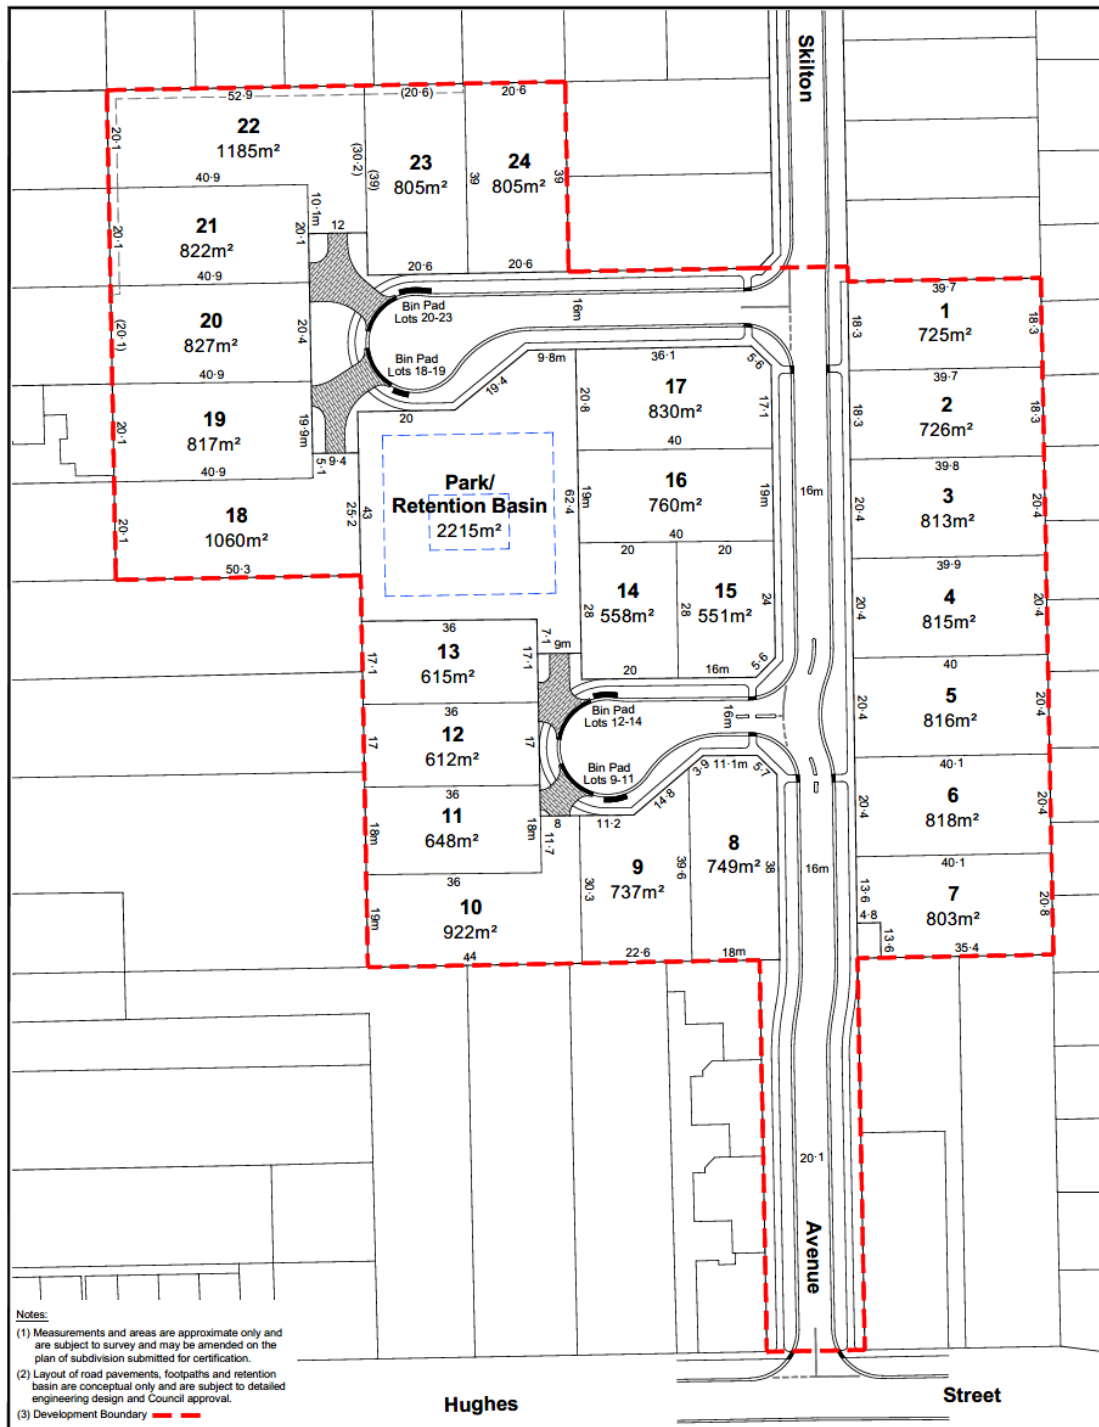 Skilton
52·9
(20·6)
20·6
20·1
22
1185m²
(30·2)
(39)
23
805m²
39
24
805m²
39
40·9
10·1m
12
20·1
21
822m²
20·1
40·9
20·6
20·6
Bin Pad
Lots 20-23
16m
(20·1)
20
827m²
20·4
Bin Pad
Lots 18-19
40·9
9·8m
36·1
5·6
19·4
20·1
19
817m²
19·9m
40·9
5·1
9·4
20
20·8
17
830m²
17·1
40
39·7
18·3
1
725m²
18·3
39·7
18·3
2
726m²
18·3
39·8
20·1
18
1060m²
25·2
50·3
43
Park/
Retention Basin
2215m²
62·4
19m
16
760m²
19m
40
16m
20·4
3
813m²
20·4
39·9
20
20
28
14
558m²
28
15
551m²
24
20
16m
5·6
20·4
4
815m²
20·4
40
36
7·1
9m
17·1
13
615m²
17·1
36
17
12
612m²
17
36
Bin Pad
Lots 12-14
16m
Bin Pad
Lots 9-11
20·4
5
816m²
20·4
40·1
18m
11
648m²
18m
8
11·7
11·2
14·8
3·9
11·1m
5·7
36
20·4
6
818m²
20·4
40·1
19m
10
922m²
44
30·3
9
737m²
39·6
22·6
8
749m²
38
18m
16m
13·6
4·8
13·6
7
803m²
20·8
35·4
20·1
Avenue
Notes:
(1) Measurements and areas are approximate only and
are subject to survey and may be amended on the
plan of subdivision submitted for certification.
(2) Layout of road pavements, footpaths and retention
basin are conceptual only and are subject to detailed
engineering design and Council approval.
(3) Development Boundary
Hughes
Street